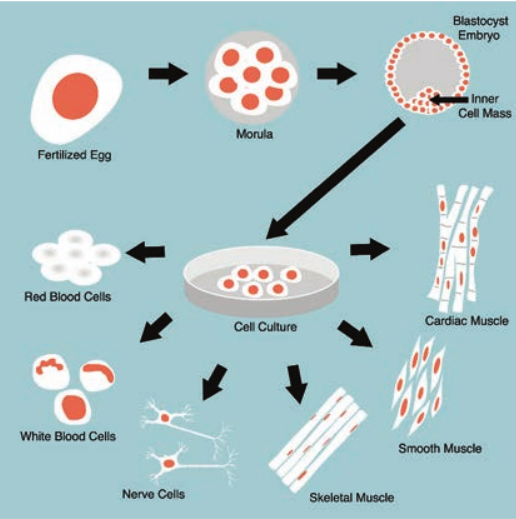 Blastocyst
Embryo
Inner
Cell Mass
Morula
Fertilized Egg
Red Blood Cells
Cell Culture
Cardiac Muscle
White Blood Cells
Smooth Muscle
Nerve Cells
Skeletal Muscle